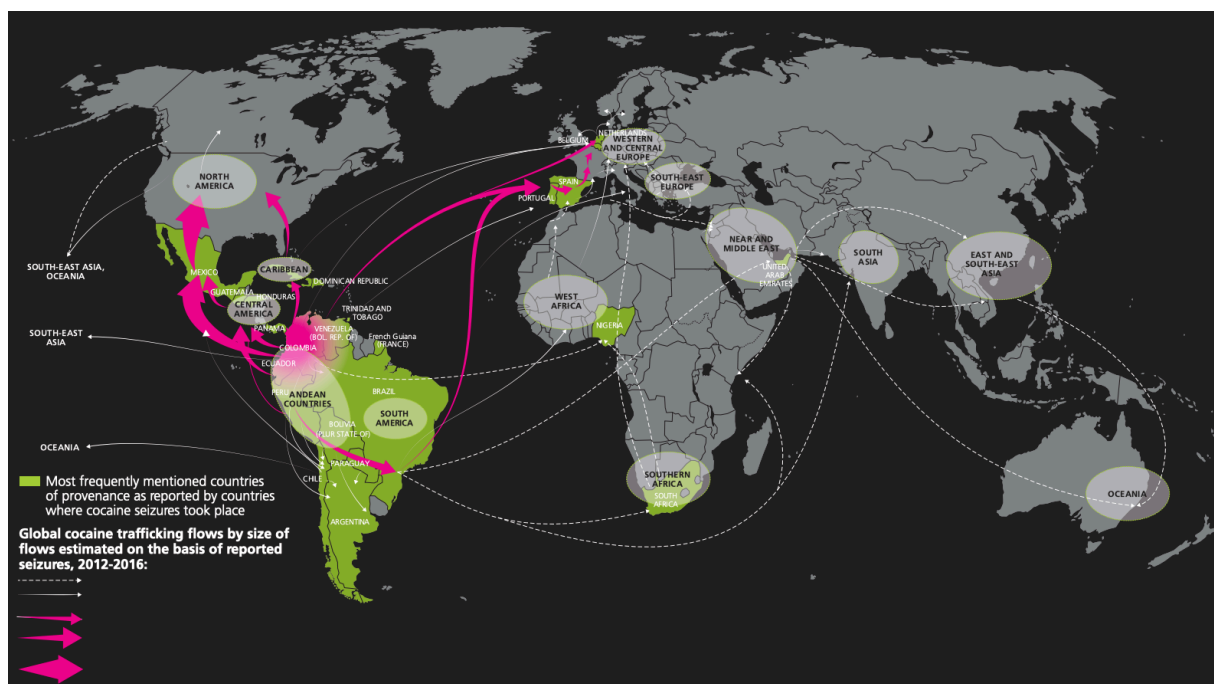 NETHERLANDS
BELGIUM
WESTERN
AND CENTRAL
EUROPE
NORTH
AMERICA
SPAIN
SOUTH-EAST
EUROPE
PORTUGAL
NEAR AND
MIDDLE EAST
SOUTH
ASIA
EAST AND
SOUTH-EAST
ASIA
SOUTH-EAST ASIA,
OCEANIA
MEXICO
CARIBBEAN
DOMINICAN REPUBLIC
UNITED
ARAB
EMIRATES
GUATEMALA
HONDURAS
CENTRAL
AMERICA
WEST
AFRICA
TRINIDAD AND
TOBAGO
NIGERIA
SOUTH-EAST
ASIA
PANAMA
VENEZUELA
(BOL. REP. OF)
French Guiana
(FRANCE)
COLOMBIA
ECUADOR
PERU
ANDEAN
COUNTRIES
BRAZIL
SOUTH
AMERICA
BOLIVIA
(PLUR STATE OF)
OCEANIA
PARAGUAY
CHLE
SOUTHERN
AFRICA
SOUTH
AFRICA
OCEANIA
ARGENTINA
Most frequently mentioned countries
of provenance as reported by countries
where cocaine seizures took place
Global cocaine trafficking flows by size of
flows estimated on the basis of reported
seizures, 2012-2016: